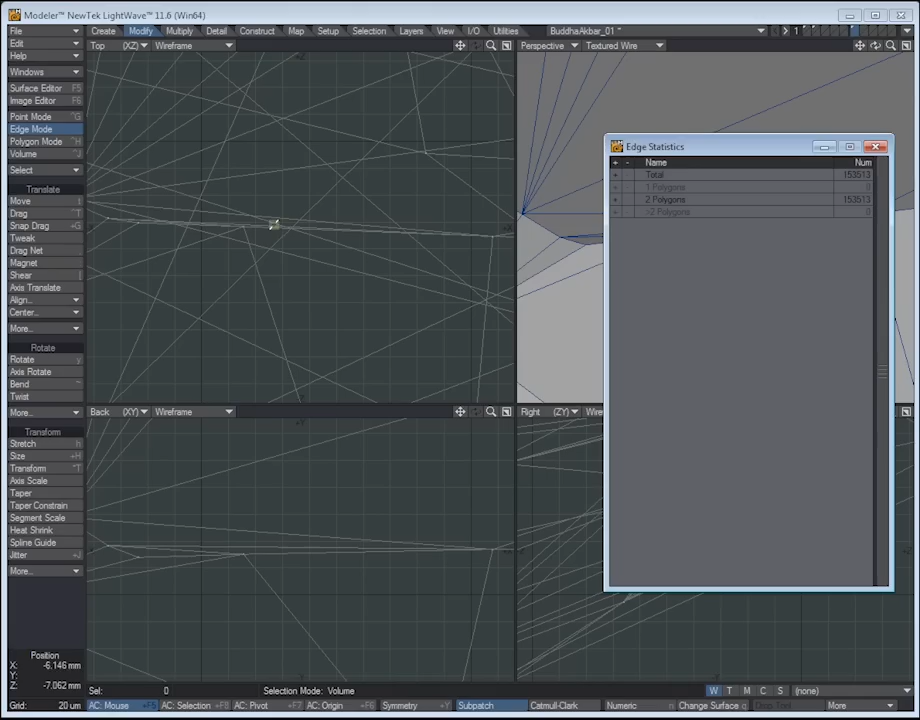 Modeler™ NewTek LightWave™ 11.6 (Win64)
File Create Modify Multiply Detail Construct Map Setup Selection Layers View I/O Utilities BuddhaAkbar_01 * 1
Edit Top (XZ) Wireframe Perspective Textured Wire
Help
Windows
Surface Editor F5
Image Editor F6
Point Mode ^G
Edge Mode
Polygon Mode ^H
Volume ^J
Select
Translate
Move t
Drag ^T
Snap Drag +G
Tweak
Drag Net
Magnet
Shear [
Axis Translate
Align...
Center...
More...
Rotate
Rotate y
Axis Rotate
Bend ~
Twist
More...
Transform
Stretch h
Size +H
Transform ^T
Axis Scale
Taper
Taper Constrain
Segment Scale
Heat Shrink
Spline Guide
Jitter +J
More...
Edge Statistics
+ - Name Num
+ Total 153513
+ 1 Polygons 0
+ 2 Polygons 153513
+ >2 Polygons 0
Back (XY) Wireframe Right (ZY) Wire
Position
X: -6.146 mm
Y:
Z: -7.062 mm
Grid: 20 um
Sel: 0 Selection Mode: Volume W T M C S (none)
AC: Mouse +F5 AC: Selection +F8 AC: Pivot +F7 AC: Origin +F6 Symmetry +Y Subpatch Catmull-Clark Numeric n Change Surface q Drop Tool More